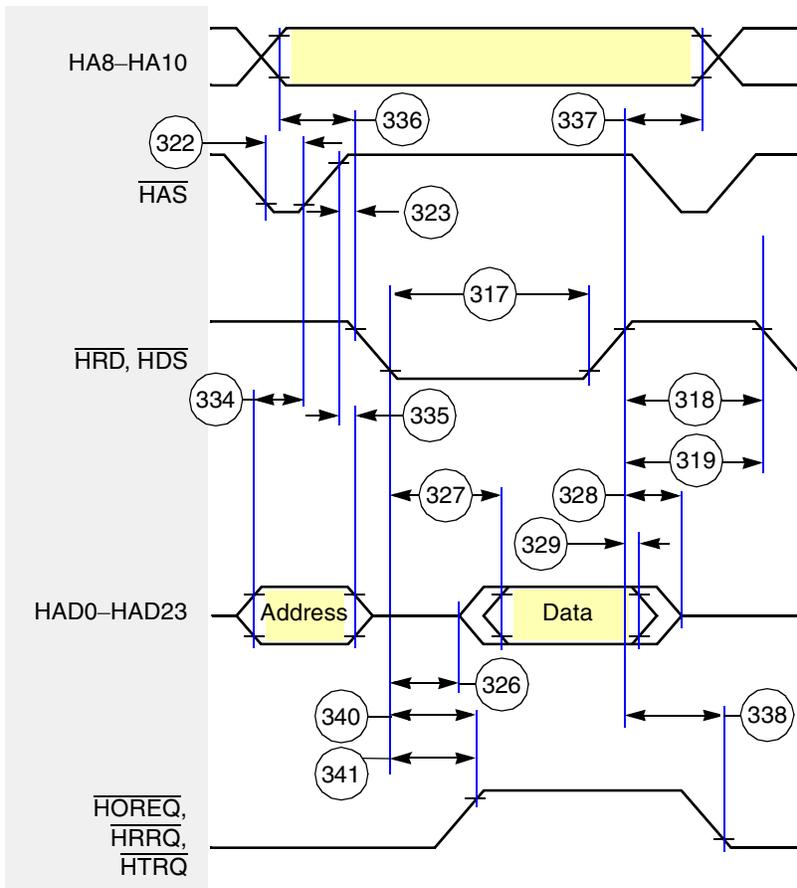 HA8–HA10
336
337
322
HAS
323
317
HRD, HDS
334
318
335
319
327
328
329
HAD0–HAD23
Address
Data
326
340
338
341
HOREQ,
HRRQ,
HTRQ